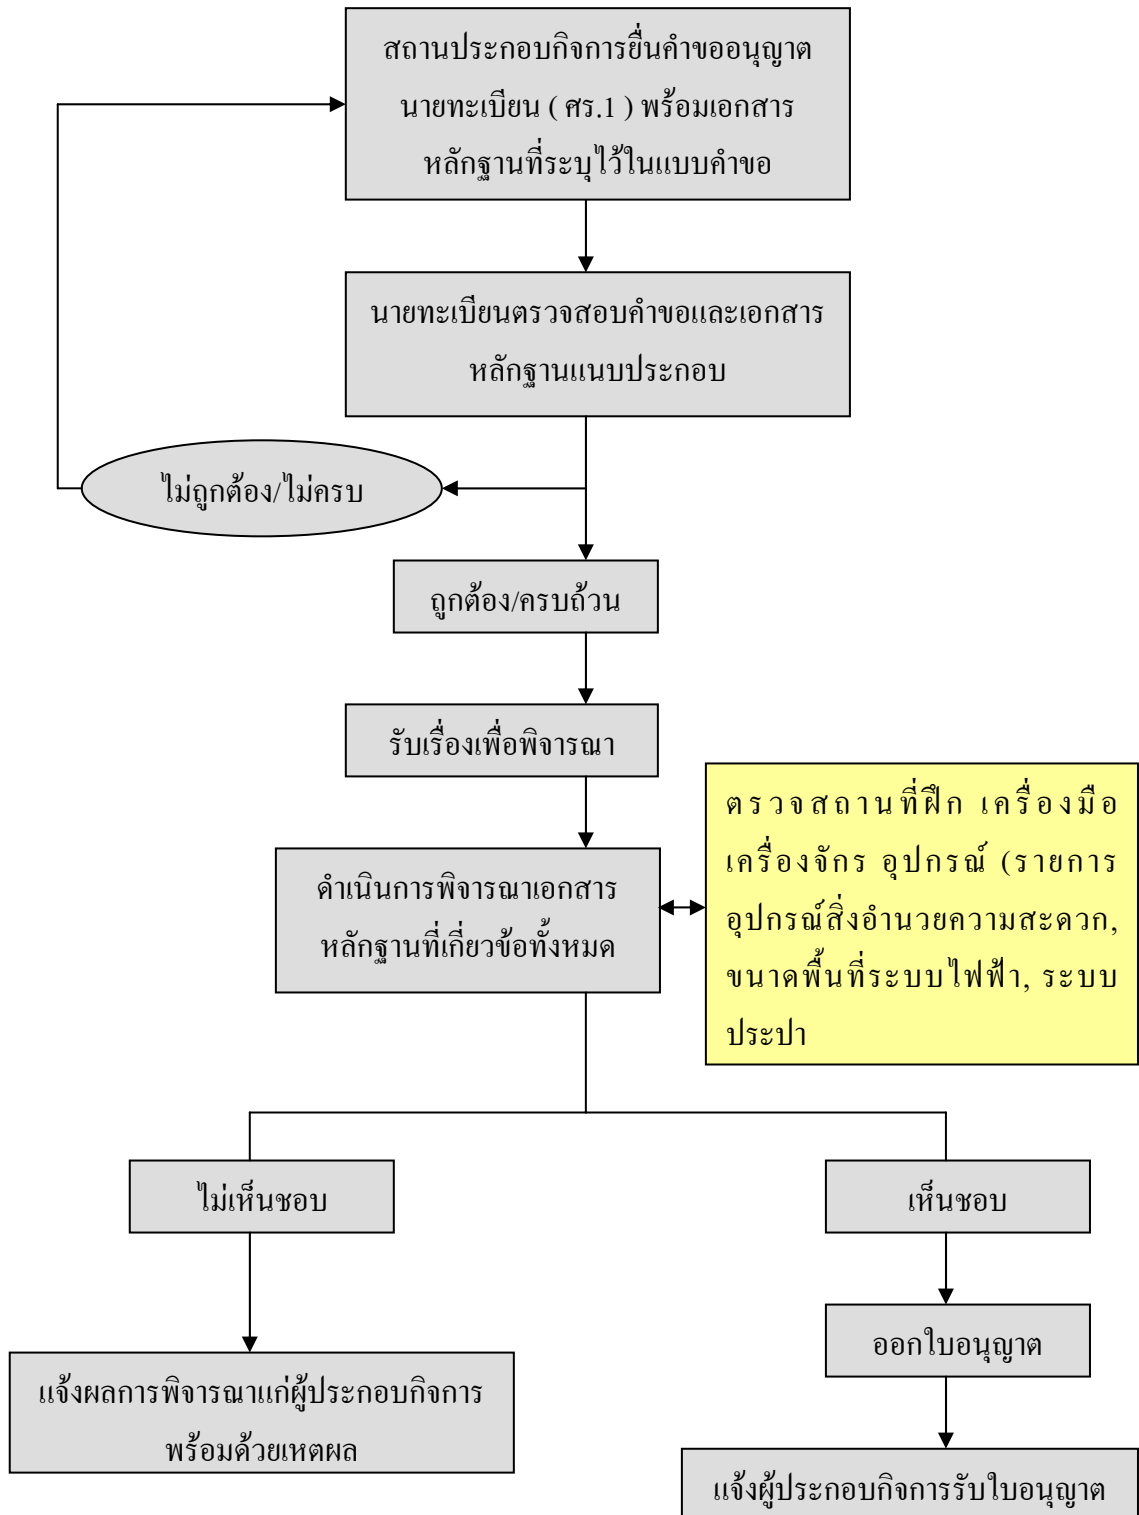 สถานประกอบกิจการยื่นคำขออนุญาต
นายทะเบียน ( ศร.1 ) พร้อมเอกสาร
หลักฐานที่ระบุไว้ในแบบคำขอ
นายทะเบียนตรวจสอบคำขอและเอกสาร
หลักฐานแนบประกอบ
ไม่ถูกต้อง/ไม่ครบ
ถูกต้อง/ครบถ้วน
รับเรื่องเพื่อพิจารณา
ดำเนินการพิจารณาเอกสาร
หลักฐานที่เกี่ยวข้อทั้งหมด
ตรวจสถานที่ฝึก เครื่องมือ
เครื่องจักร อุปกรณ์ (รายการ
อุปกรณ์สิ่งอำนวยความสะดวก,
ขนาดพื้นที่ระบบไฟฟ้า, ระบบ
ประปา
ไม่เห็นชอบ
เห็นชอบ
ออกใบอนุญาต
แจ้งผลการพิจารณาแก่ผู้ประกอบกิจการ
พร้อมด้วยเหตผล
แจ้งผู้ประกอบกิจการรับใบอนุญาต